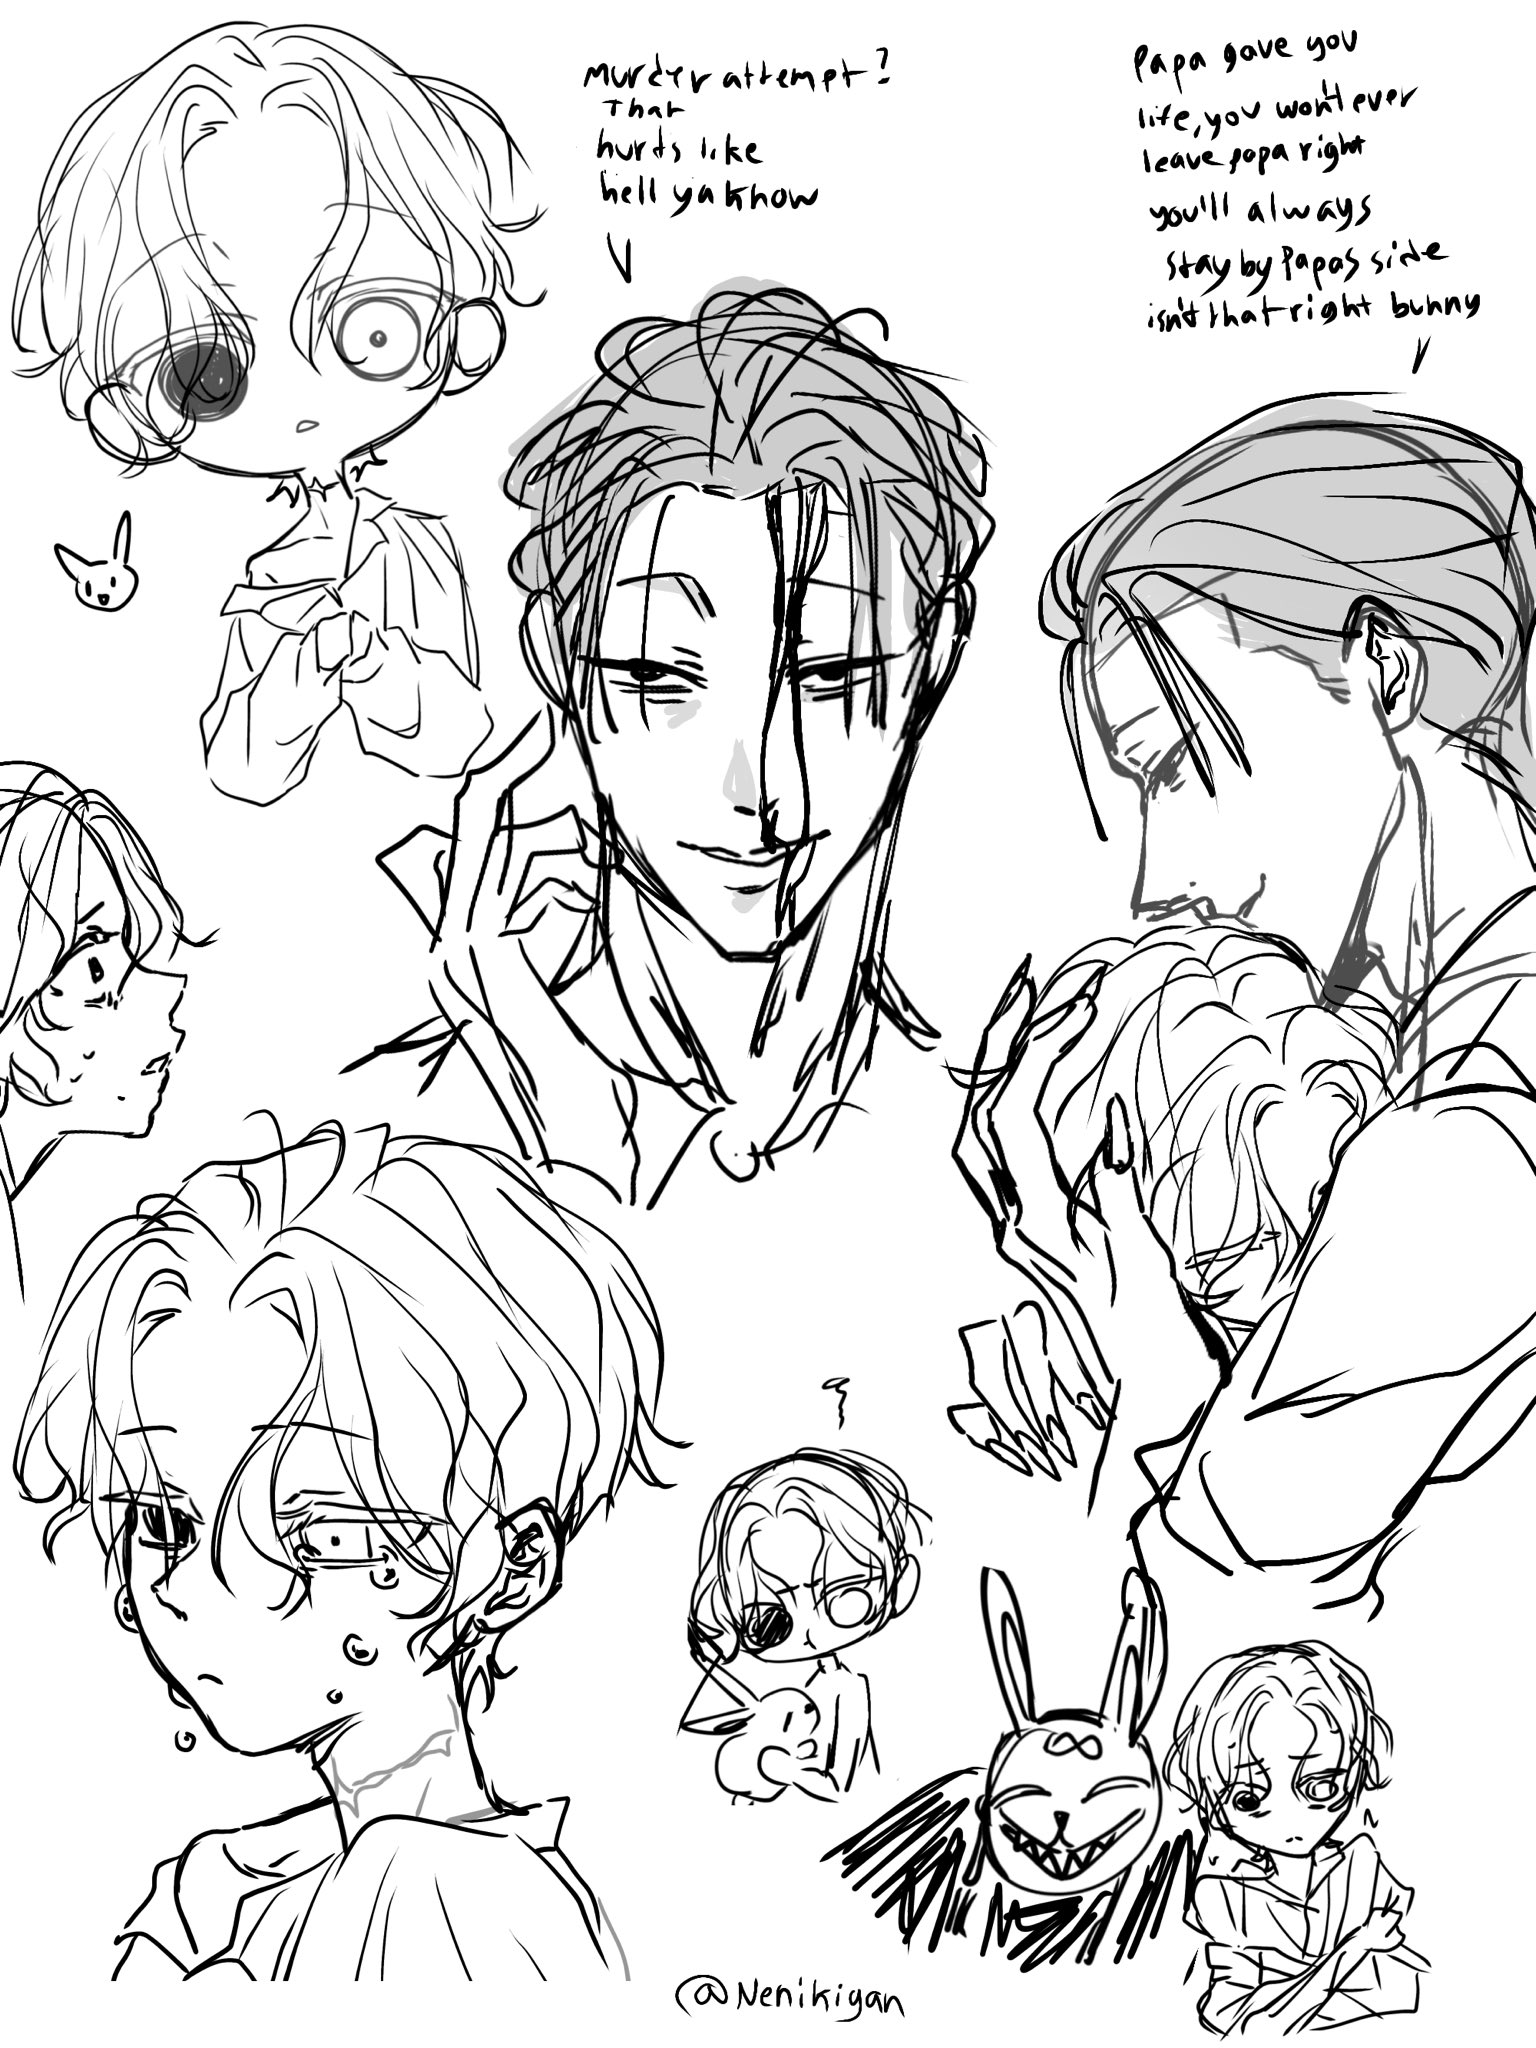 Murder attempt?
That
hurts like
hell ya know
Papa gave you
life, you won't ever
leave papa right
you'll always
stay by Papas side
isn't that right bunny
@Nenikiyan